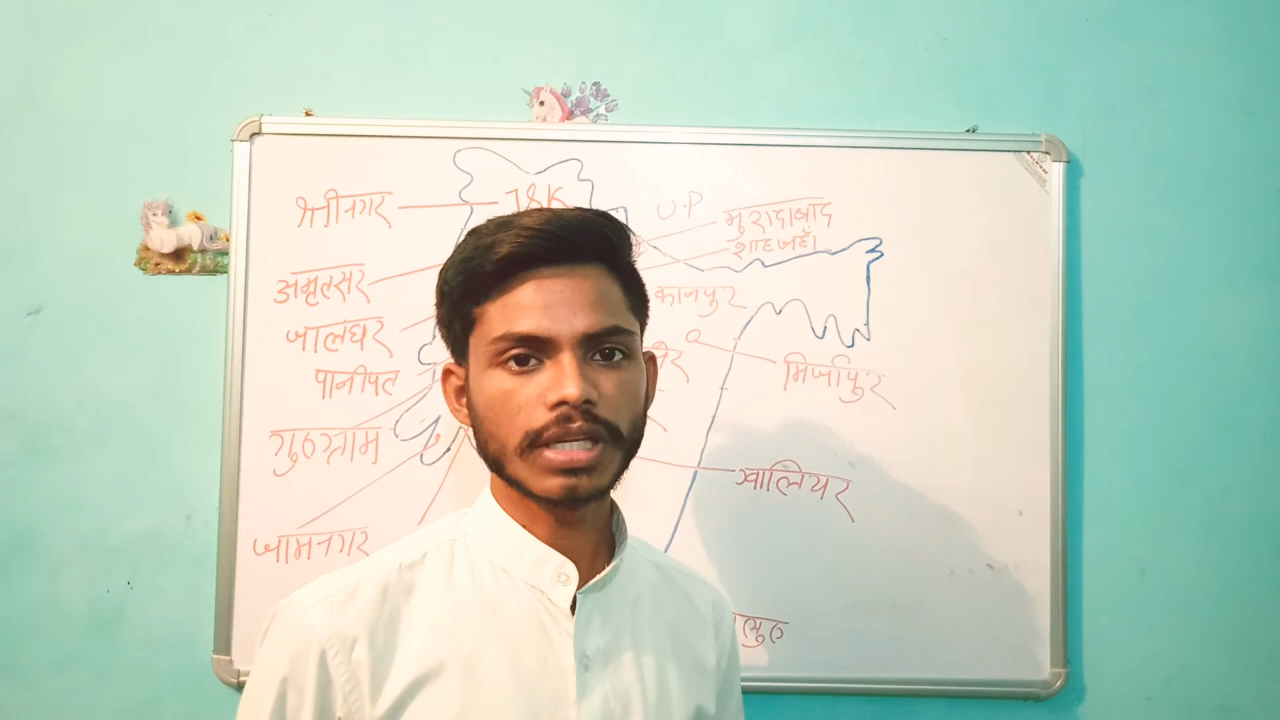 श्रीनगर
J&K
U.P
मुरादाबाद
शाहजहाँ
अमृतसर
कानपुर
जालंधर
मिर्जापुर
पानीपत
गुरुग्राम
ग्वालियर
जामनगर